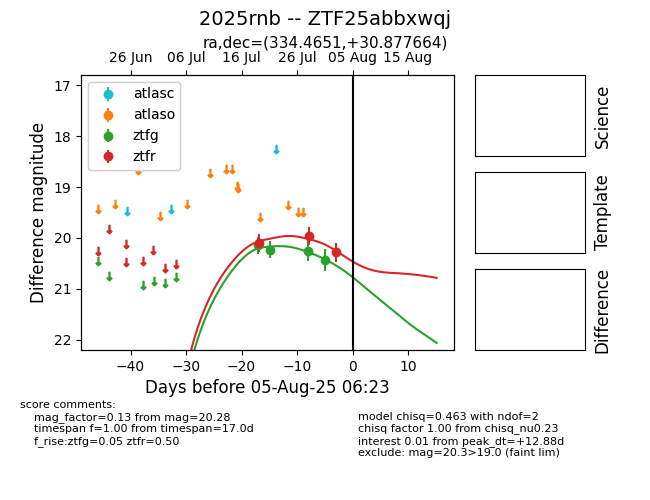 2025rnb -- ZTF25abbxwqj
ra,dec=(334.4651,+30.877664)
26 Jun 06 Jul 16 Jul 26 Jul 05 Aug 15 Aug
atlasc
atlaso
ztfg
ztfr
17
18
19
20
21
22
Difference magnitude
−40 −30 −20 −10 0 10
Days before 05-Aug-25 06:23
Science
Template
Difference
score comments:
mag_factor=0.13 from mag=20.28
timespan f=1.00 from timespan=17.0d
f_rise:ztfg=0.05 ztfr=0.50
model chisq=0.463 with ndof=2
chisq factor 1.00 from chisq_nu0.23
interest 0.01 from peak_dt=+12.88d
exclude: mag=20.3>19.0 (faint lim)